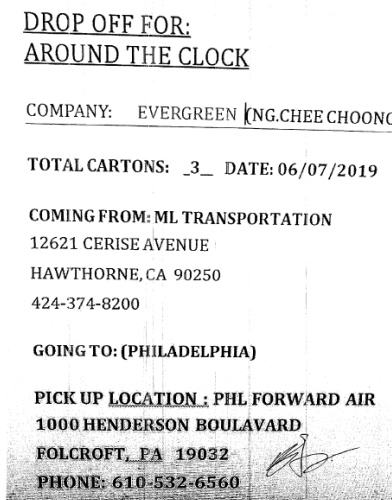 DROP OFF FOR:
AROUND THE CLOCK
COMPANY: EVERGREEN (NG.CHEE CHOONG
TOTAL CARTONS: _3_ DATE: 06/07/2019
COMING FROM: ML TRANSPORTATION
12621 CERISE AVENUE
HAWTHORNE, CA 90250
424-374-8200
GOING TO: (PHILADELPHIA)
PICK UP LOCATION : PHL FORWARD AIR
1000 HENDERSON BOULAVARD
FOLCROFT, PA 19032
PHONE: 610-532-6560